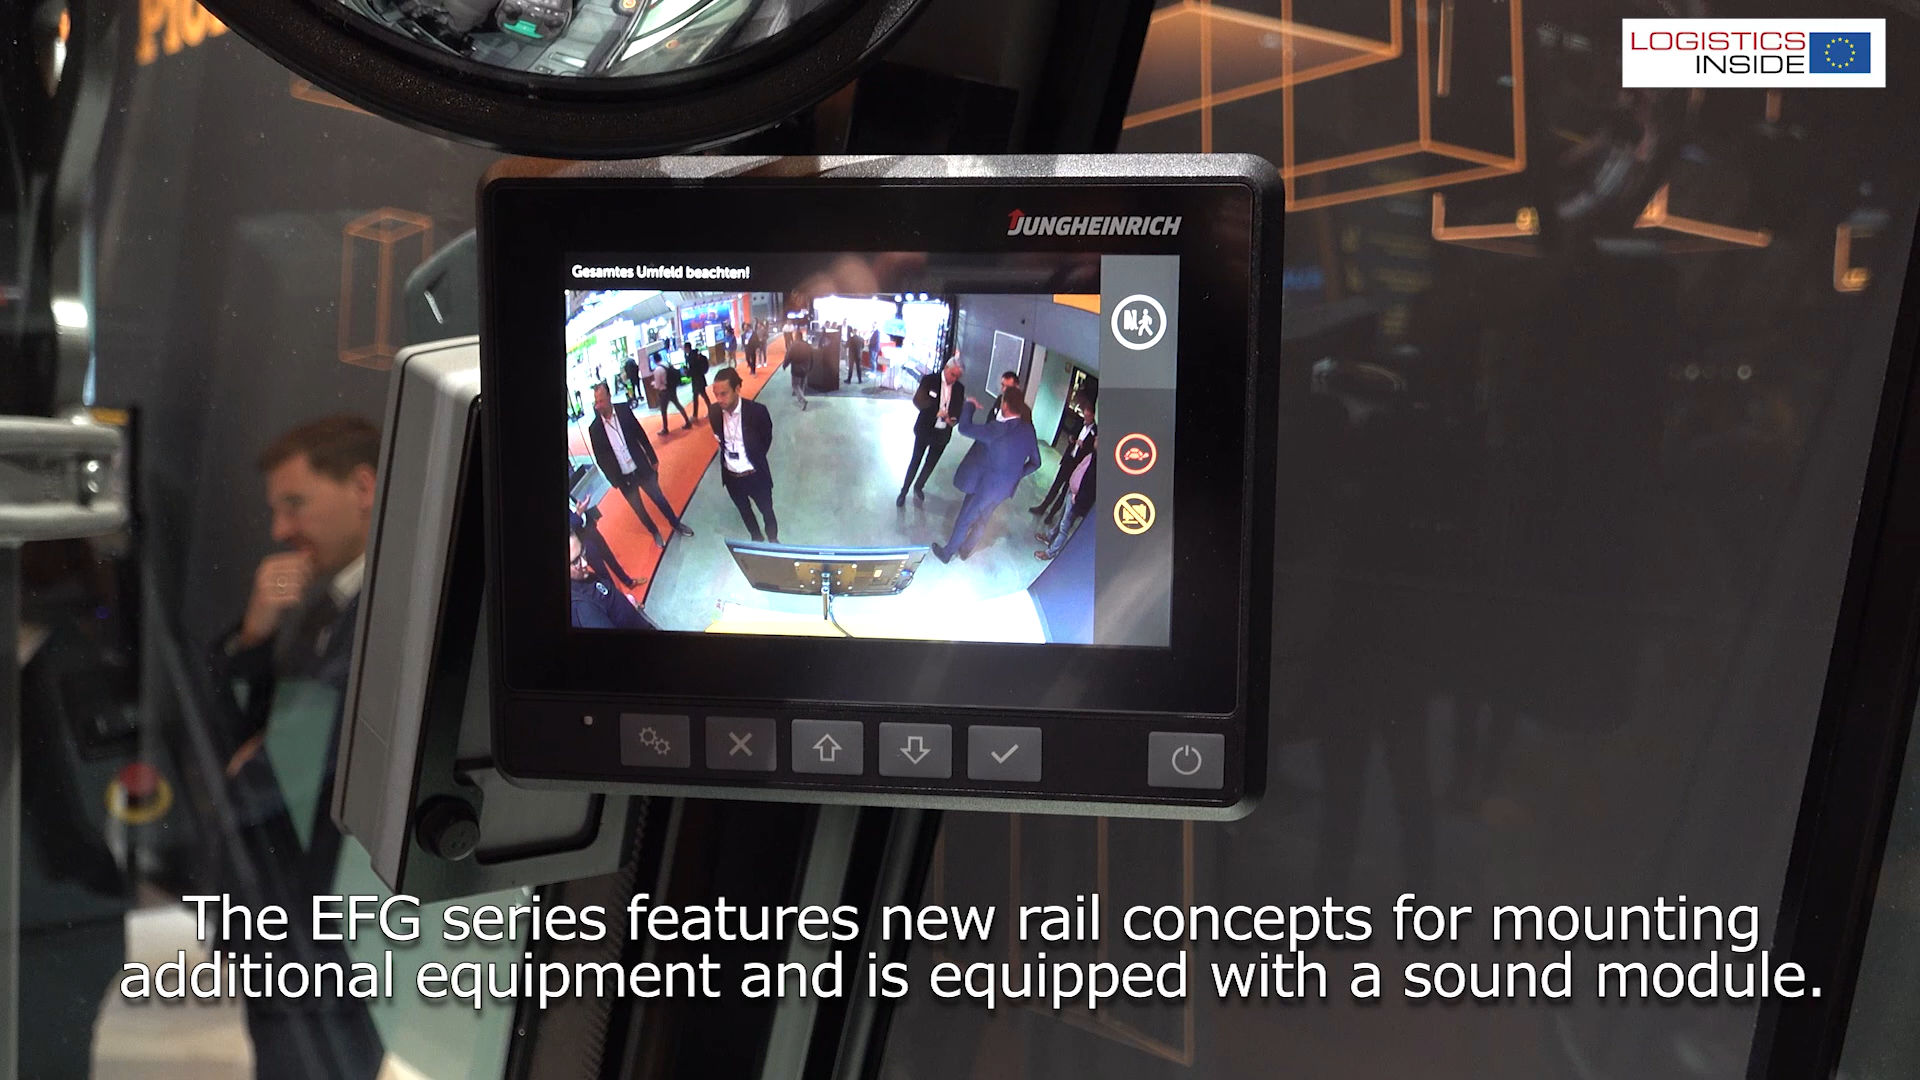 LOGISTICS
INSIDE
JUNGHEINRICH
Gesamtes Umfeld beachten!
The EFG series features new rail concepts for mounting
additional equipment and is equipped with a sound module.